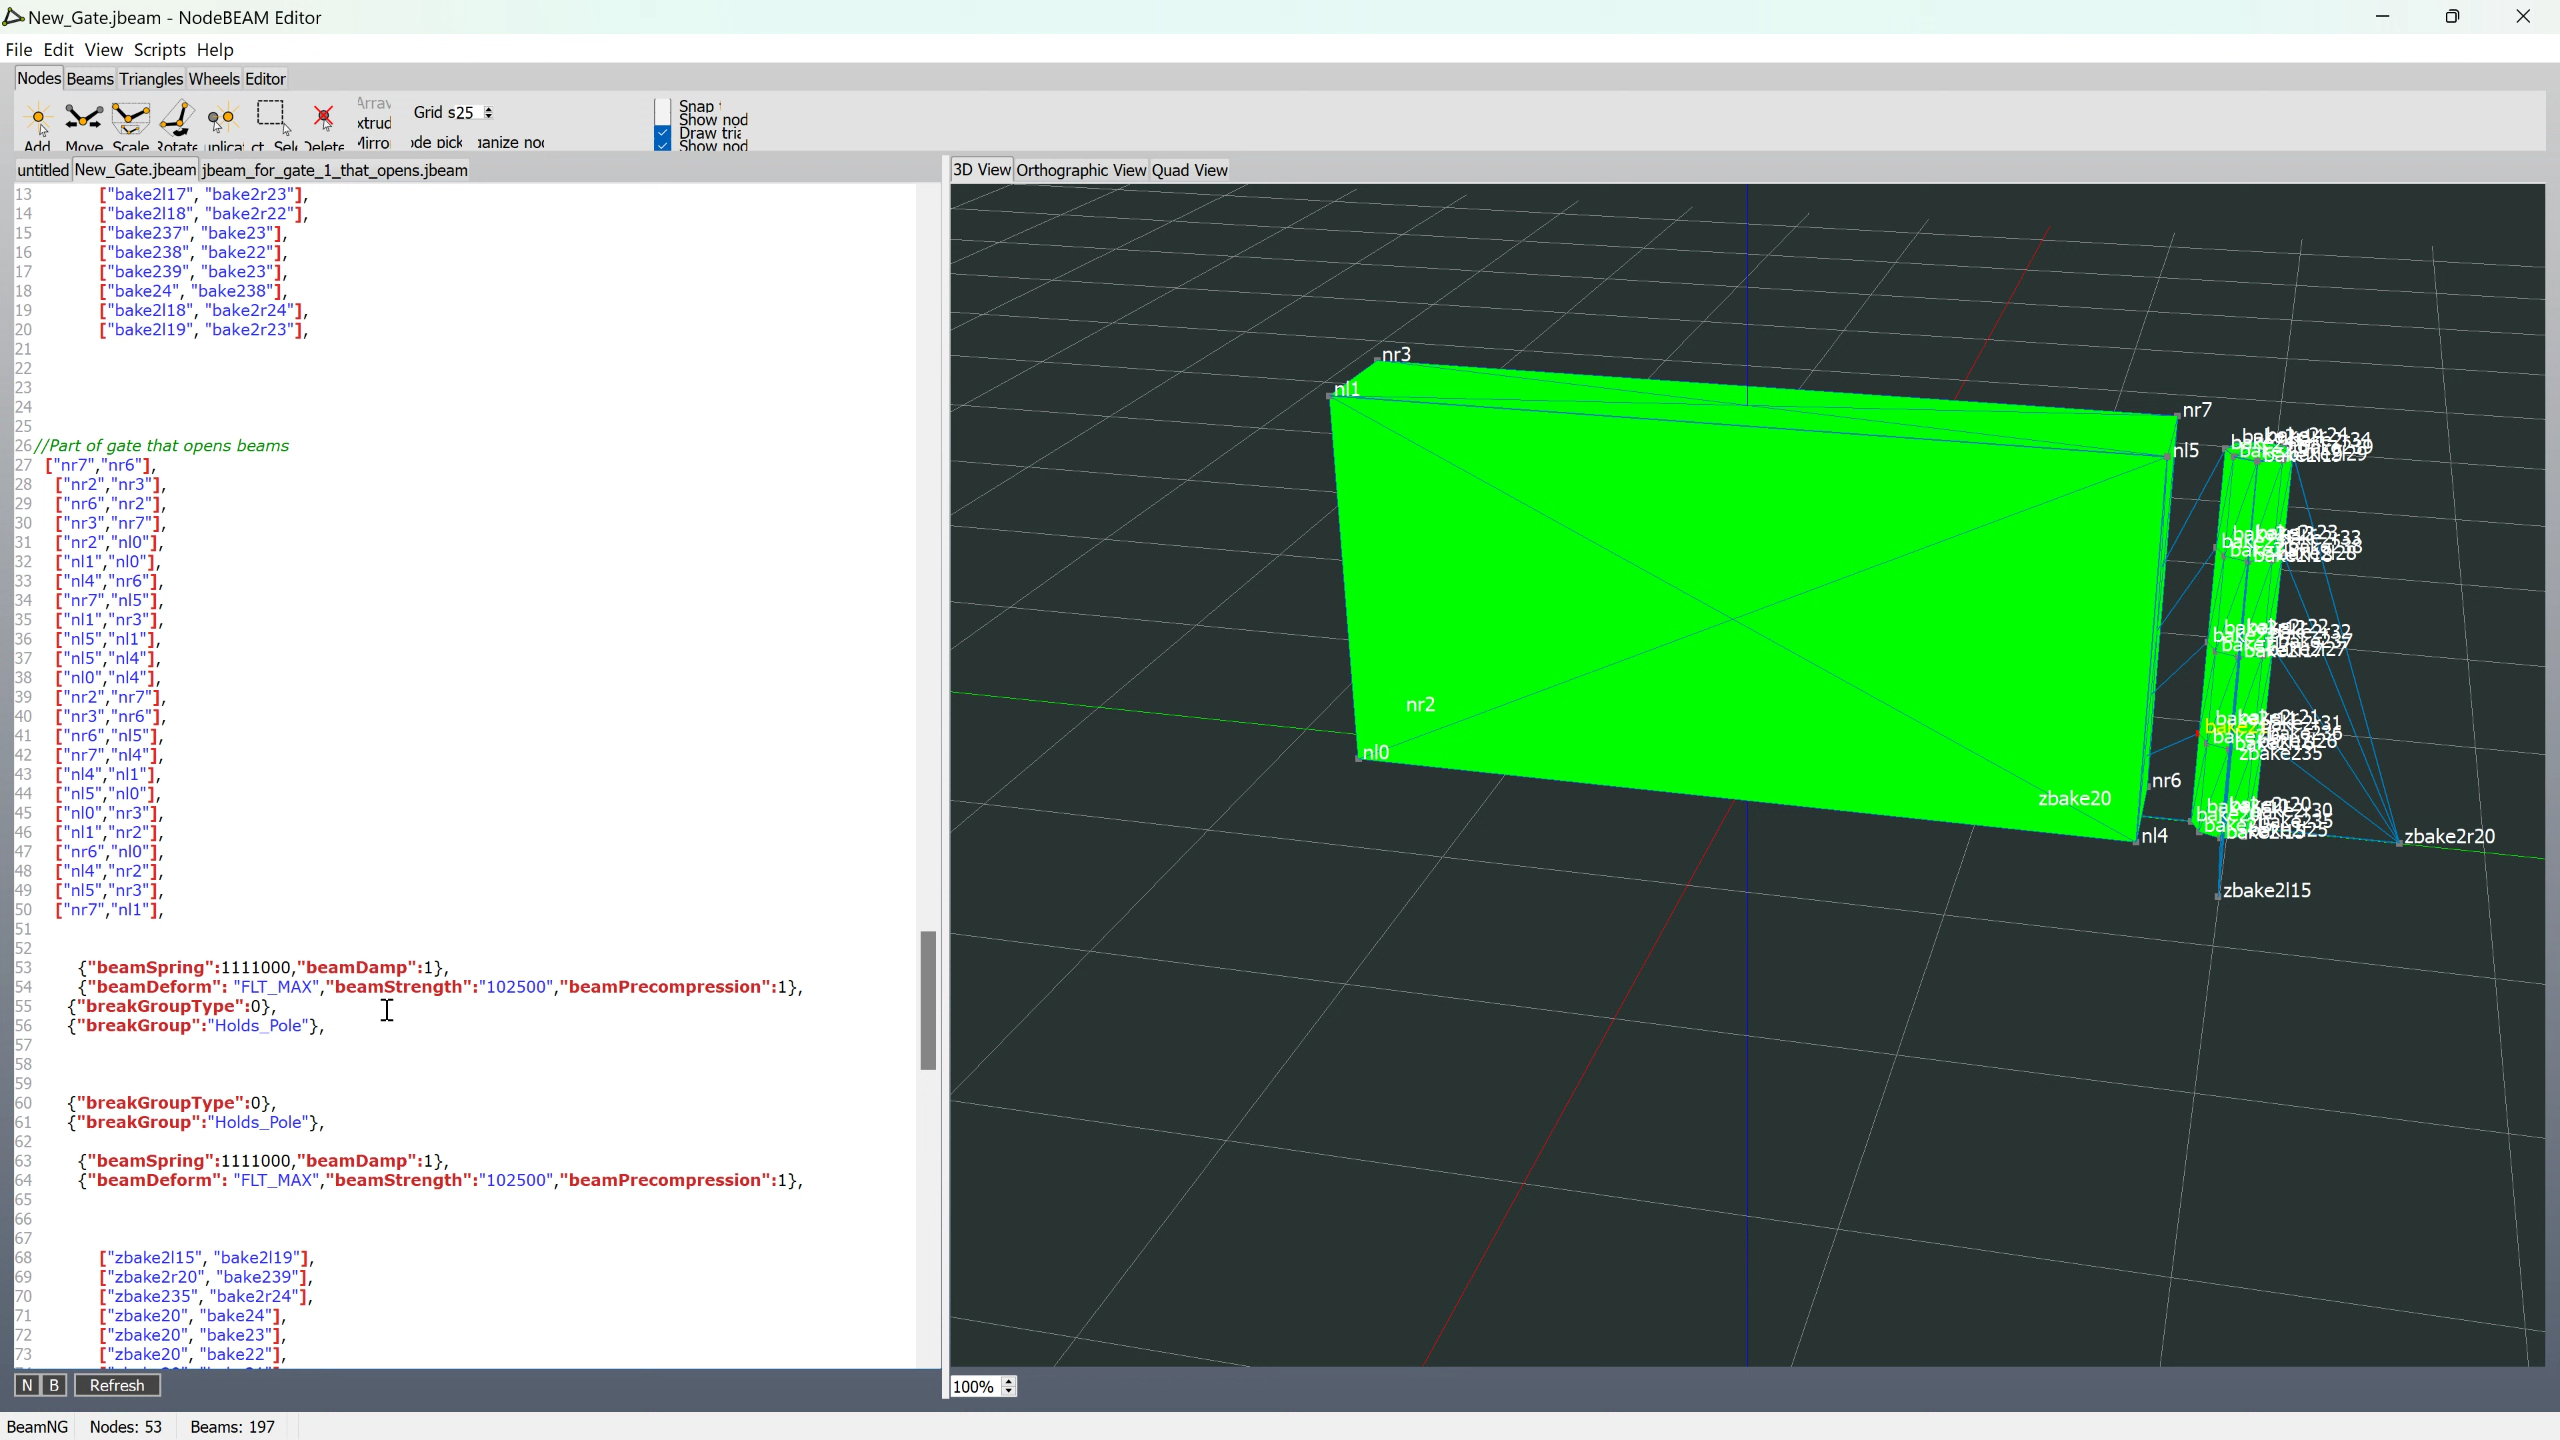 New_Gate.jbeam - NodeBEAM Editor
File Edit View Scripts Help
Nodes Beams Triangles Wheels Editor
Grid s 25
Add Move Scale
Snap
Show nod
Draw tria
Show nod
untitled New_Gate.jbeam jbeam_for_gate_1_that_opens.jbeam
3D View Orthographic View Quad View
13 ["bake2l17", "bake2r23"],
14 ["bake2l18", "bake2r22"],
15 ["bake237", "bake23"],
16 ["bake238", "bake22"],
17 ["bake239", "bake23"],
18 ["bake24", "bake238"],
19 ["bake2l18", "bake2r24"],
20 ["bake2l19", "bake2r23"],
21
22
23
24
25
26 //Part of gate that opens beams
27 ["nr7","nr6"],
28 ["nr2","nr3"],
29 ["nr6","nr2"],
30 ["nr3","nr7"],
31 ["nr2","nl0"],
32 ["nl1","nl0"],
33 ["nl4","nr6"],
34 ["nr7","nl5"],
35 ["nl1","nr3"],
36 ["nl5","nl1"],
37 ["nl5","nl4"],
38 ["nl0","nl4"],
39 ["nr2","nr7"],
40 ["nr3","nr6"],
41 ["nr6","nl5"],
42 ["nr7","nl4"],
43 ["nl4","nl1"],
44 ["nl5","nl0"],
45 ["nl0","nr3"],
46 ["nl1","nr2"],
47 ["nr6","nl0"],
48 ["nl4","nr2"],
49 ["nl5","nr3"],
50 ["nr7","nl1"],
51
52
53 {"beamSpring":1111000,"beamDamp":1},
54 {"beamDeform": "FLT_MAX","beamStrength":"102500","beamPrecompression":1},
55 {"breakGroupType":0},
56 {"breakGroup":"Holds_Pole"},
57
58
59
60 {"breakGroupType":0},
61 {"breakGroup":"Holds_Pole"},
62
63 {"beamSpring":1111000,"beamDamp":1},
64 {"beamDeform": "FLT_MAX","beamStrength":"102500","beamPrecompression":1},
65
66
67
68 ["zbake2l15", "bake2l19"],
69 ["zbake2r20", "bake239"],
70 ["zbake235", "bake2r24"],
71 ["zbake20", "bake24"],
72 ["zbake20", "bake23"],
73 ["zbake20", "bake22"],
nr3
nl1
nr7
nl5
nr2
nl0
zbake235
nr6
zbake20
nl4
zbake2r20
zbake2l15
N B Refresh
100%
BeamNG Nodes: 53 Beams: 197